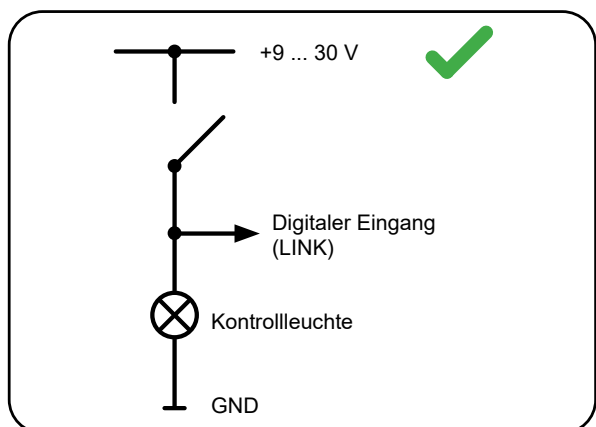 +9 ... 30 V
Digitaler Eingang
(LINK)
Kontrollleuchte
GND